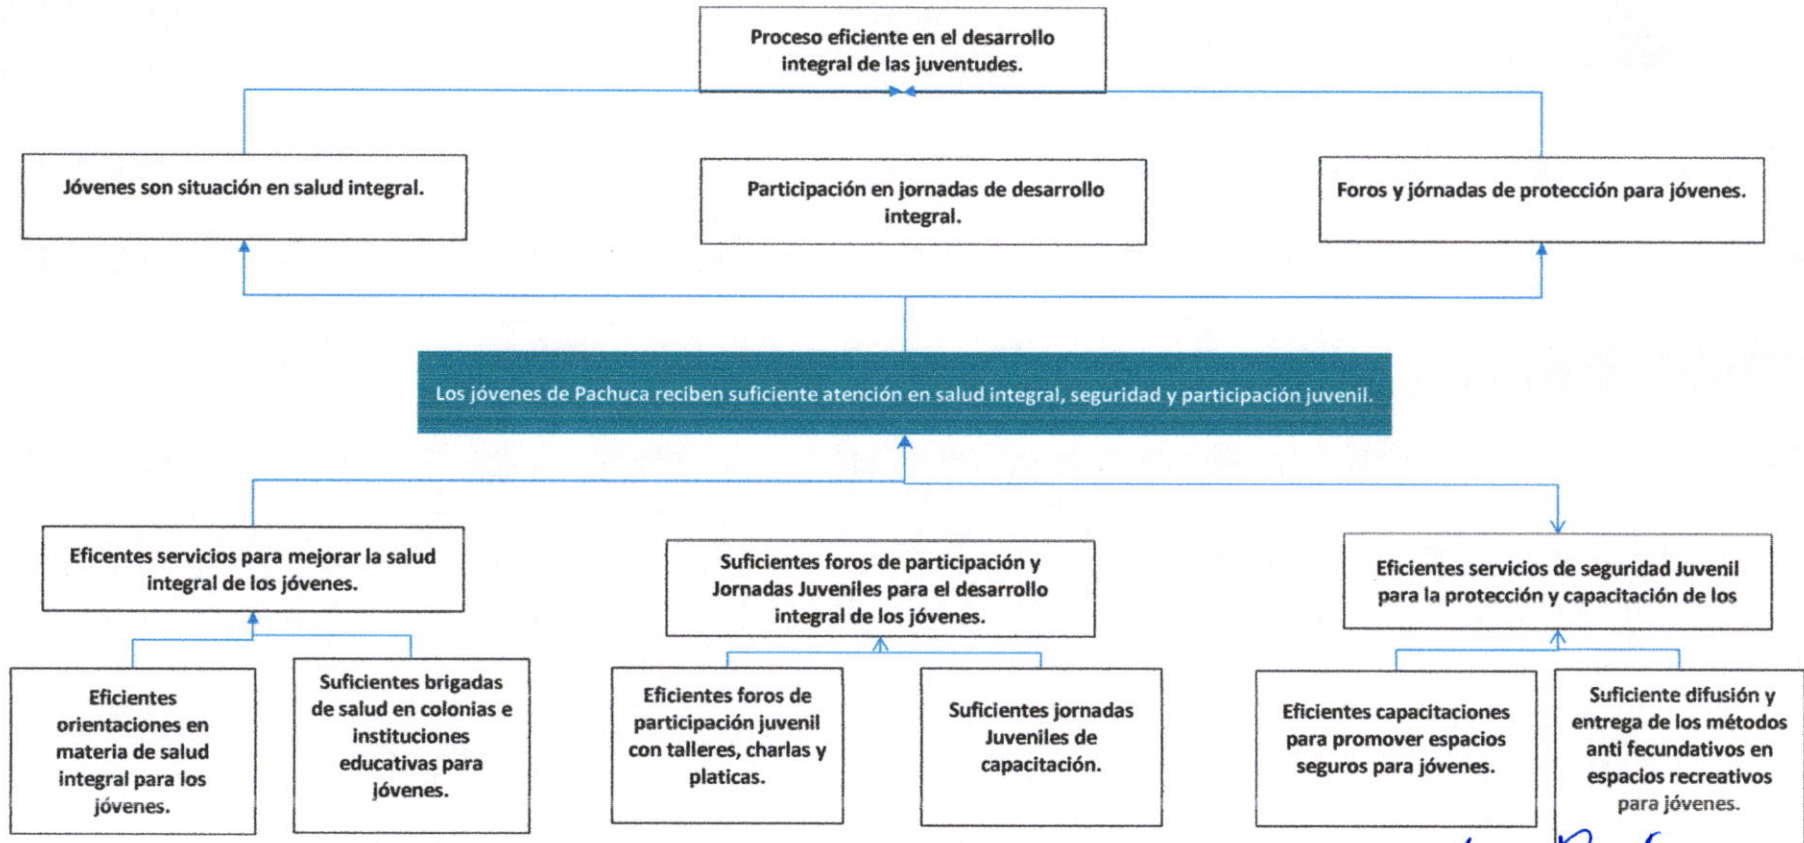 Proceso eficiente en el desarrollo
integral de las juventudes.
Jóvenes son situación en salud integral.
Participación en jornadas de desarrollo
integral.
Foros y jórnadas de protección para jóvenes.
Los jóvenes de Pachuca reciben suficiente atención en salud integral, seguridad y participación juvenil.
Eficentes servicios para mejorar la salud
integral de los jóvenes.
Suficientes foros de participación y
Jornadas Juveniles para el desarrollo
integral de los jóvenes.
Eficientes servicios de seguridad Juvenil
para la protección y capacitación de los
Eficientes
orientaciones en
materia de salud
integral para los
jóvenes.
Suficientes brigadas
de salud en colonias e
instituciones
educativas para
jóvenes.
Eficientes foros de
participación juvenil
con talleres, charlas y
platicas.
Suficientes jornadas
Juveniles de
capacitación.
Eficientes capacitaciones
para promover espacios
seguros para jóvenes.
Suficiente difusión y
entrega de los métodos
anti fecundativos en
espacios recreativos
para jóvenes.